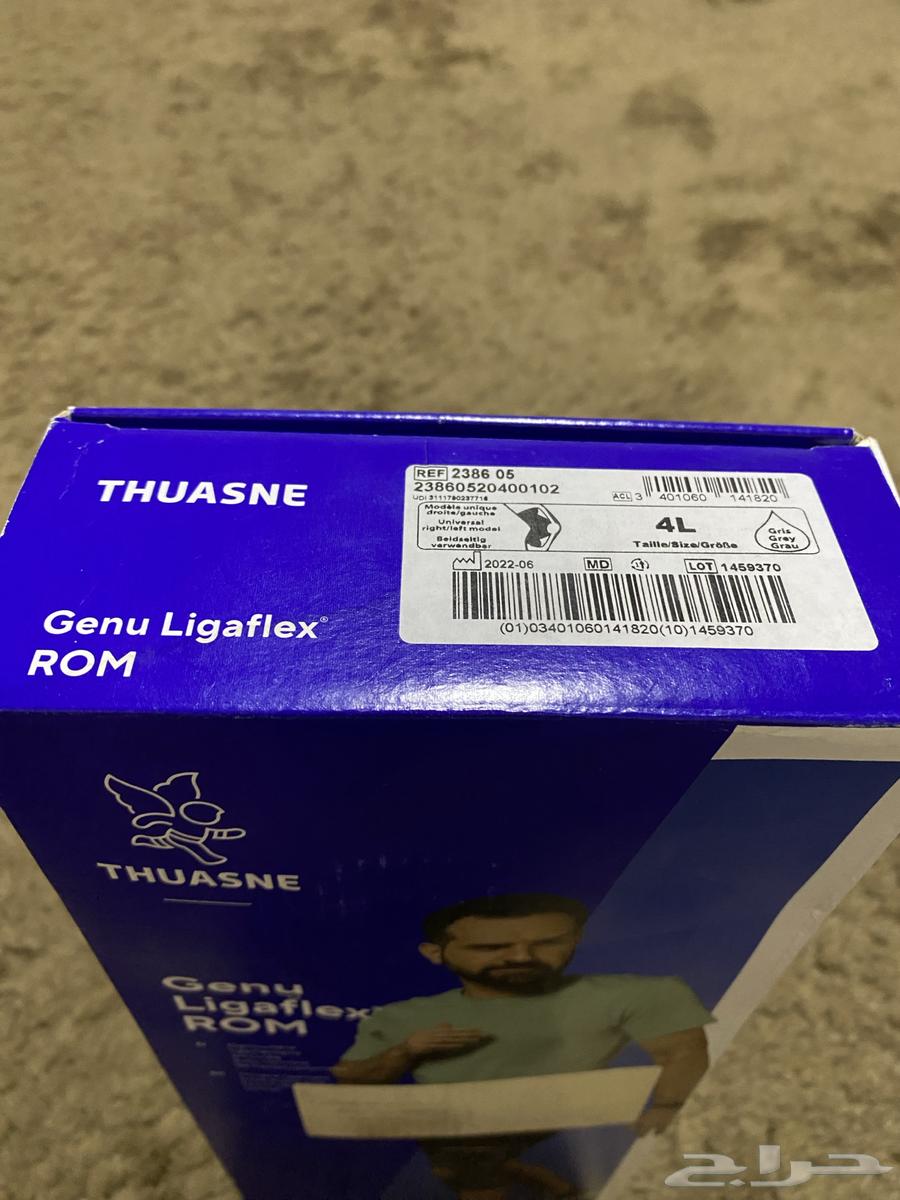 THUASNE
Genu Ligaflex®
ROM
REF 2386 05
23860520400102
UDI 3111780237716
ACL 3 401060 141820
Modèle unique
droite/gauche
Universal
right/left model
Beidseitig
verwendbar
4L
Taille/Size/Größe
Gris
Grey
Grau
2022-06 MD LOT 1459370
(01)03401060141820(10)1459370
THUASNE
Genu
Ligaflex
ROM
حراج